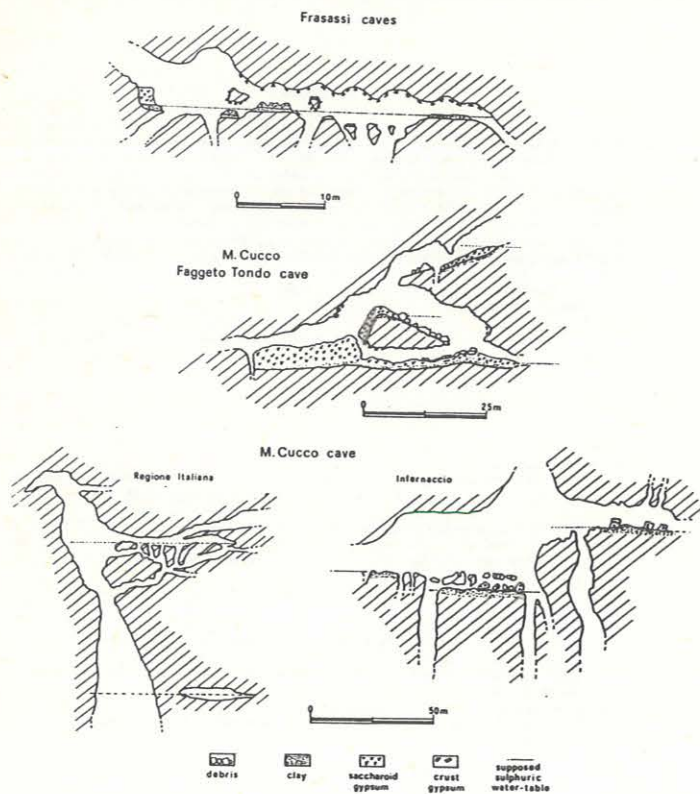 Frasassi caves
0 10m
M. Cucco
Faggeto Tondo cave
0 25m
M. Cucco cave
Regione Italiana
Infernaccio
0 50m
debris
clay
saccharoid
gypsum
crust
gypsum
supposed
sulphuric
water-table